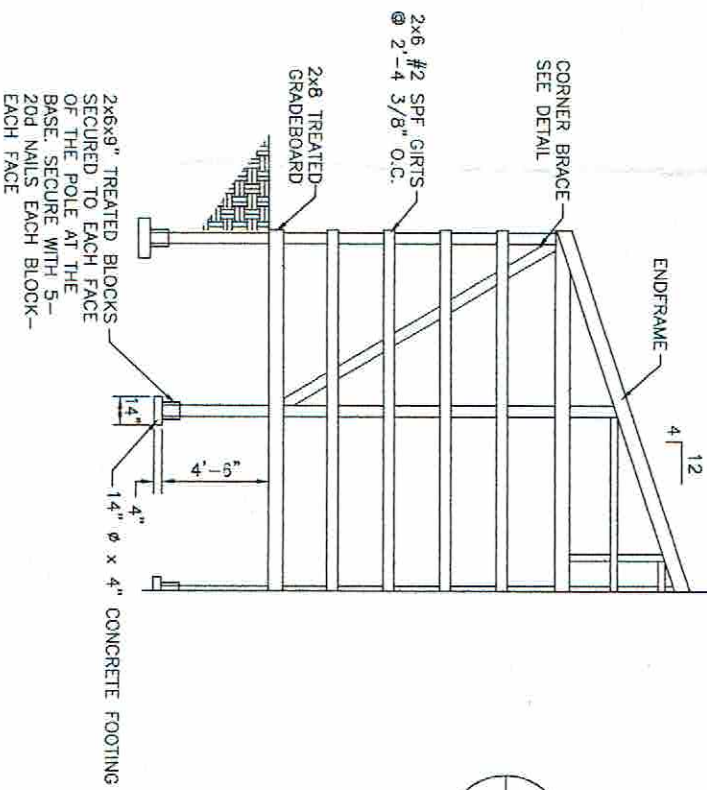 12
4
ENDFRAME
CORNER BRACE
SEE DETAIL
2x6 #2 SPF GIRTS
@ 2'-4 3/8" O.C.
2x8 TREATED
GRADEBOARD
4'-6"
4"
14"
14" ø x 4" CONCRETE FOOTING
2x6x9" TREATED BLOCKS
SECURED TO EACH FACE
OF THE POLE AT THE
BASE. SECURE WITH 5-
20d NAILS EACH BLOCK-
EACH FACE